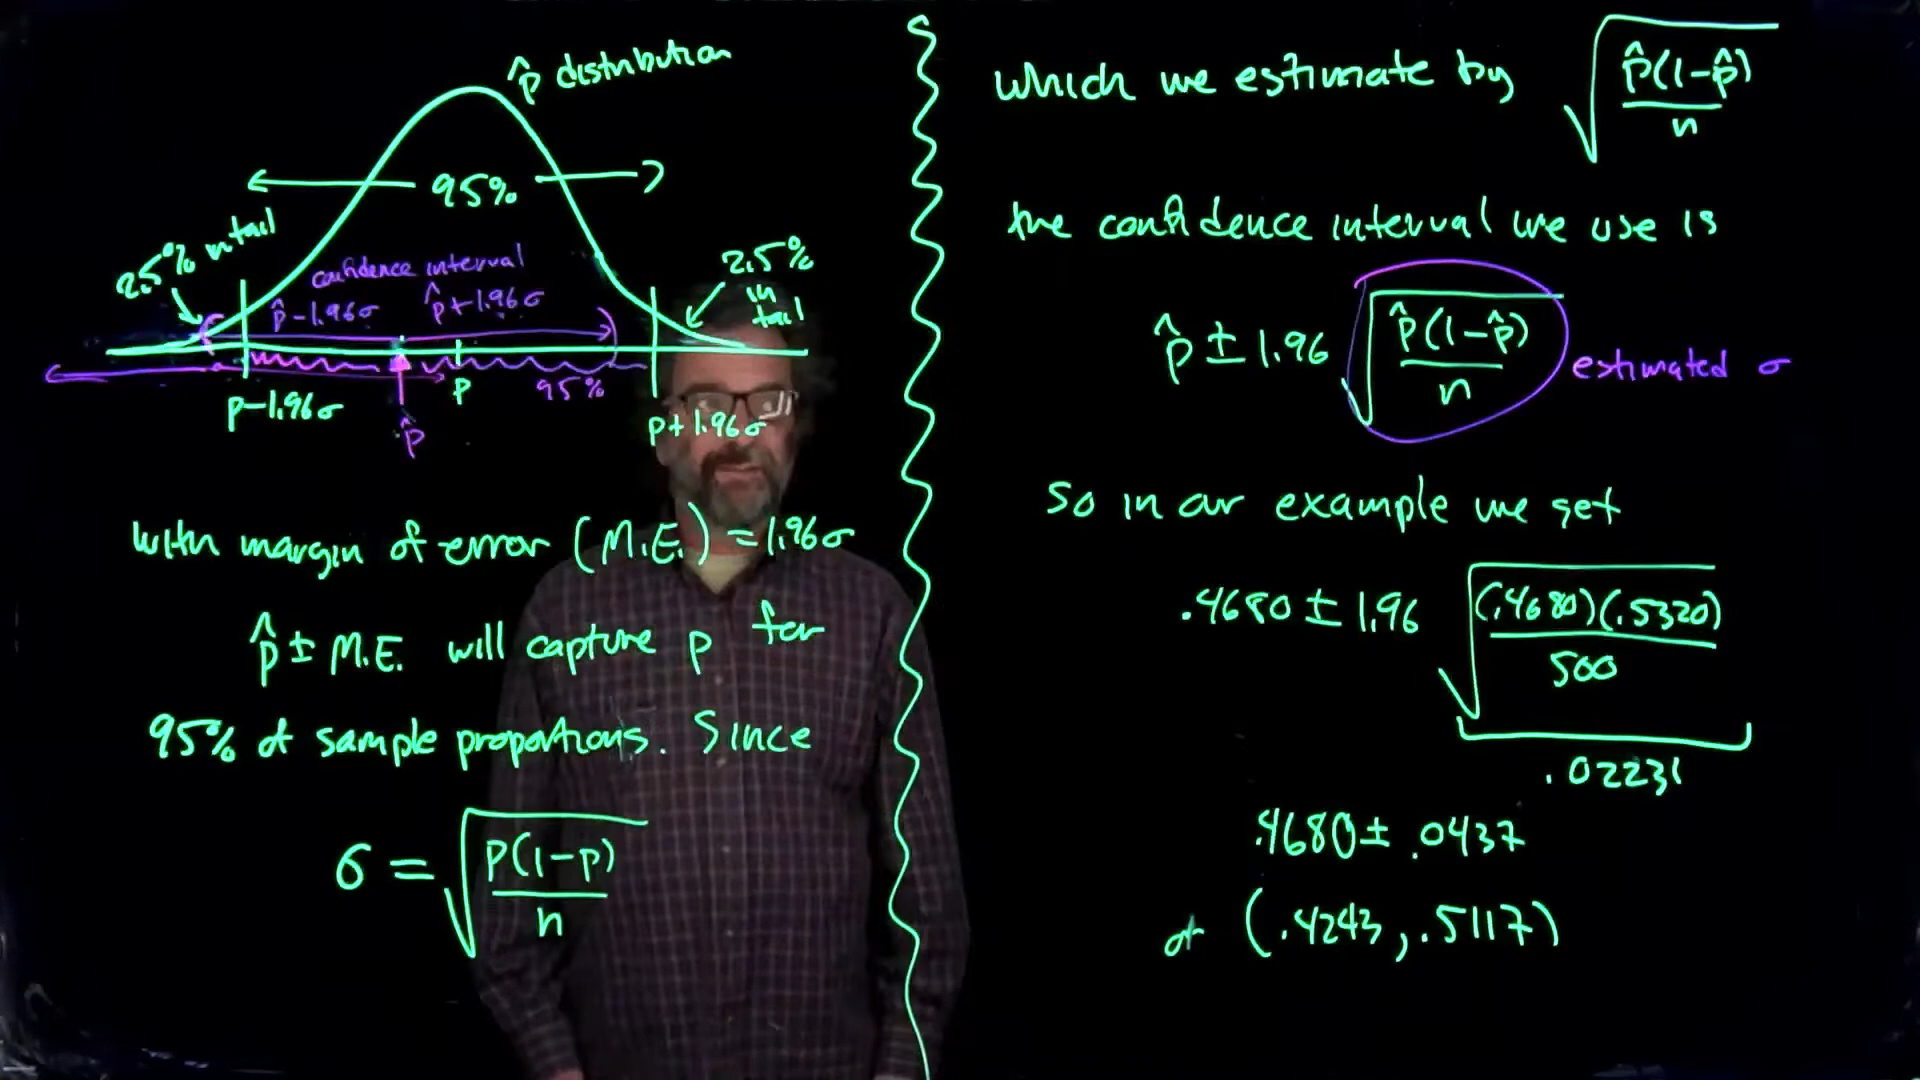 p̂ distribution
95%
2.5% in tail
2.5%
in
tail
confidence interval
p̂-1.96σ p̂+1.96σ
p 95%
p-1.96σ
p̂
p+1.96σ
with margin of error (M.E.) = 1.96σ
p̂ ± M.E. will capture p for
95% of sample proportions. Since
σ = √(p(1-p)/n)
which we estimate by √(p̂(1-p̂)/n)
the confidence interval we use is
p̂ ± 1.96 √(p̂(1-p̂)/n) estimated σ
So in our example we get
.4680 ± 1.96 √((.4680)(.5320)/500)
.02231
.4680 ± .0437
or (.4243, .5117)